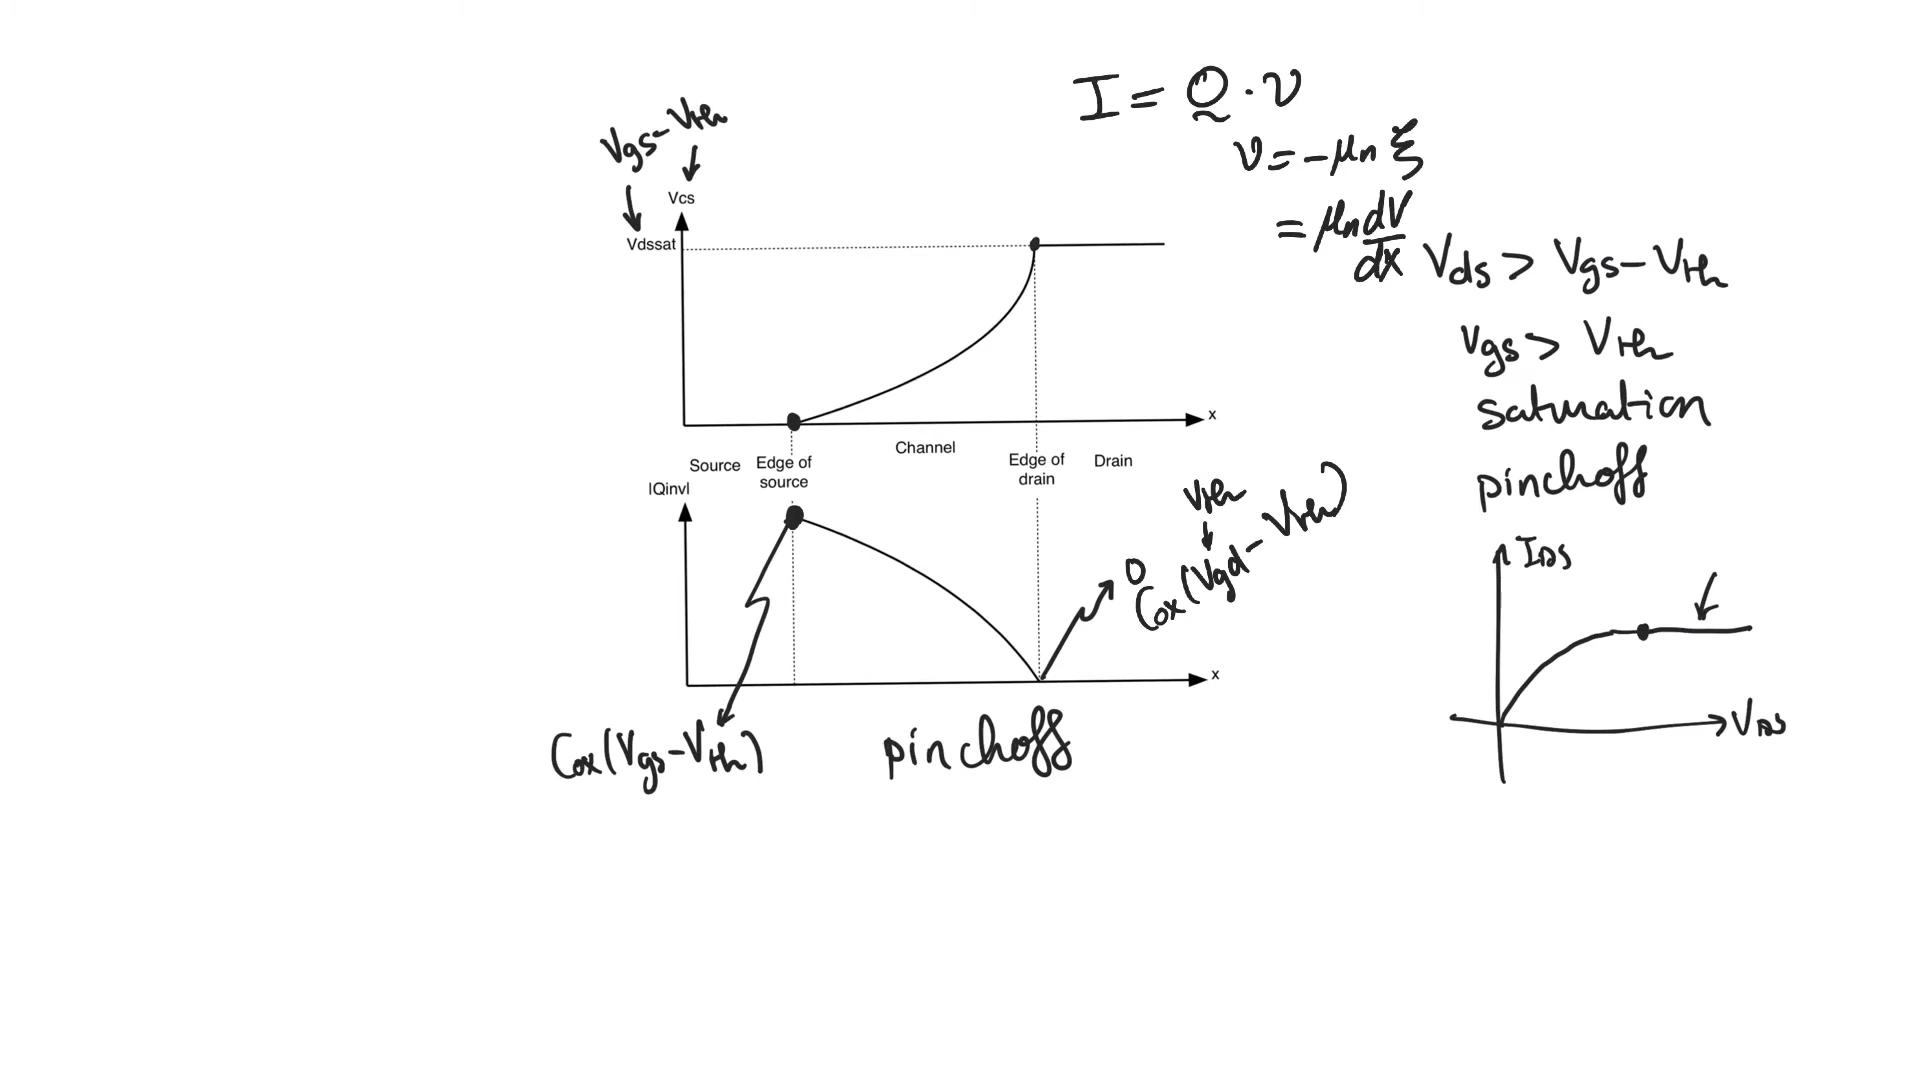 I = Q · v
v = -μn ξ
= μn dV/dx
Vgs-Vth
Vcs
Vdssat
Vds > Vgs-Vth
Vgs > Vth
saturation
pinchoff
x
Channel
Source
Edge of source
Edge of drain
Drain
|Qinv|
Vth
0
Cox(Vgd-Vth)
x
Cox(Vgs-Vth)
pinchoff
IDS
VDS